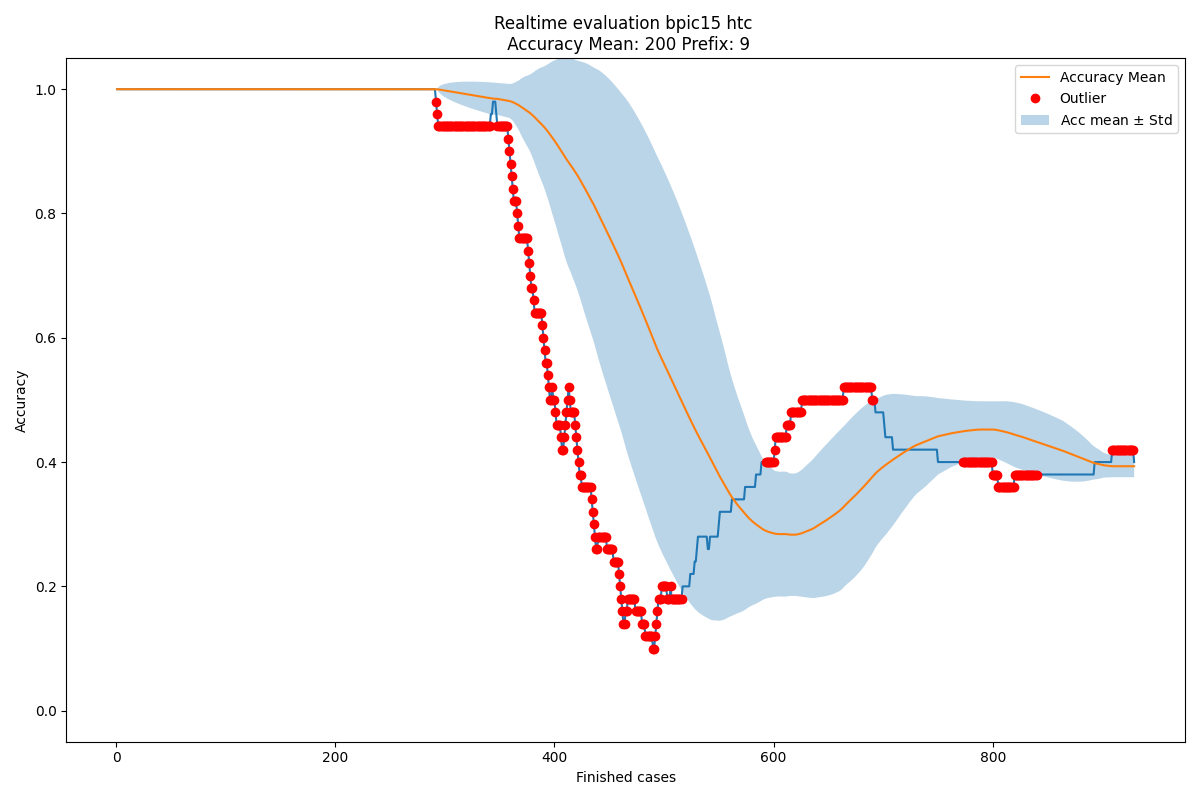 Realtime evaluation bpic15 htc
Accuracy Mean: 200 Prefix: 9
Accuracy Mean
Outlier
Acc mean ± Std
1.0
0.8
0.6
0.4
0.2
0.0
Accuracy
0 200 400 600 800
Finished cases